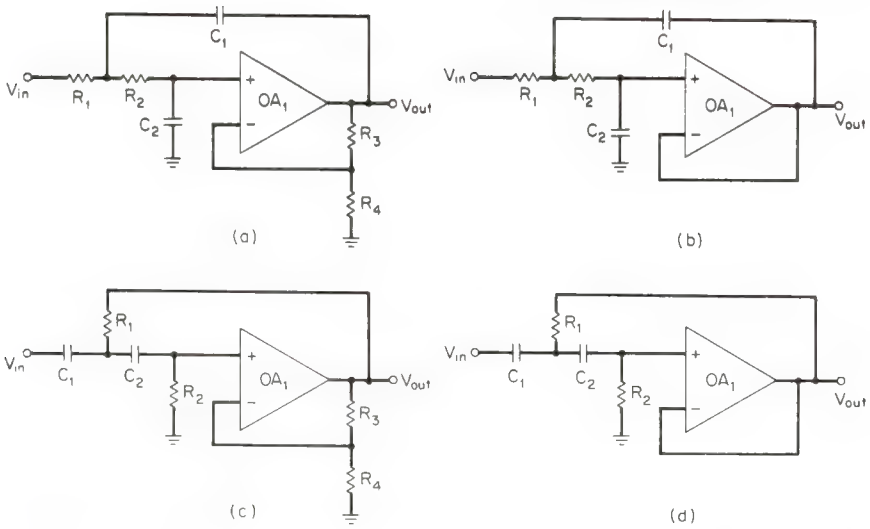 C1
Vin
R1
R2
+
OA1
Vout
C2
−
R3
R4
(a)
C1
Vin
R1
R2
+
OA1
Vout
C2
−
(b)
R1
Vin
C1
C2
+
OA1
Vout
R2
−
R3
R4
(c)
R1
Vin
C1
C2
+
OA1
Vout
R2
−
(d)